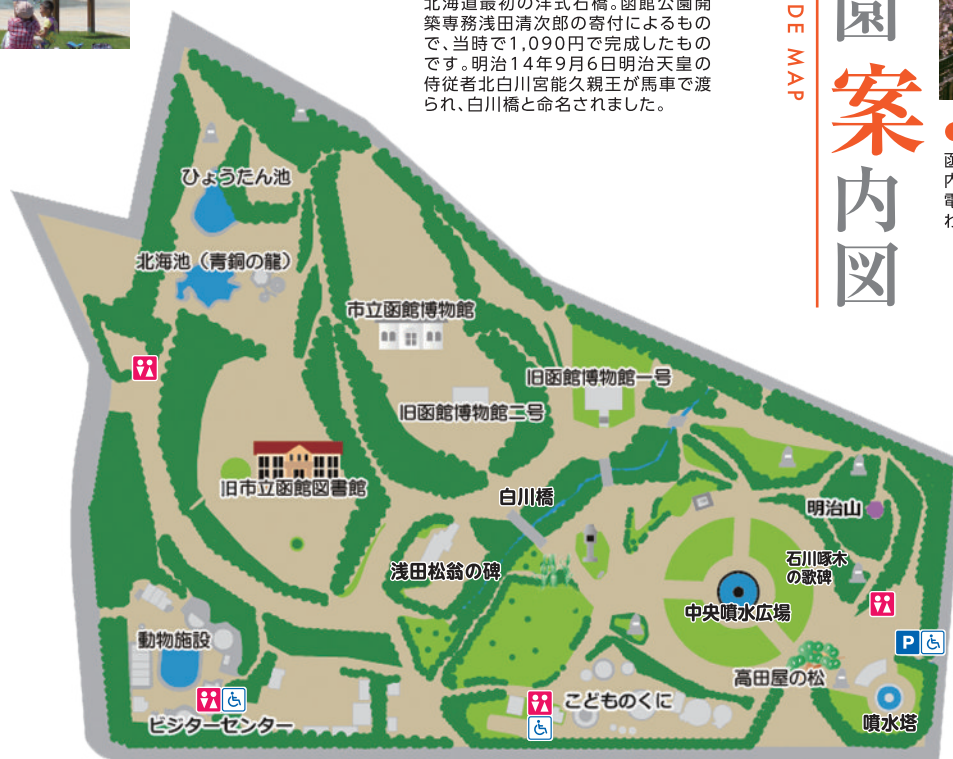 北海道最初の洋式石橋。函館公園開
築専務浅田清次郎の寄付によるもの
で、当時で1,090円で完成したもの
です。明治14年9月6日明治天皇の
侍従者北白川宮能久親王が馬車で渡
られ、白川橋と命名されました。
DE MAP
園案内図
函
内
電
わ
ひょうたん池
北海池（青銅の龍）
市立函館博物館
旧函館博物館一号
旧函館博物館二号
旧市立函館図書館
白川橋
明治山
浅田松翁の碑
石川啄木
の歌碑
中央噴水広場
動物施設
P
高田屋の松
こどものくに
噴水塔
ビジターセンター